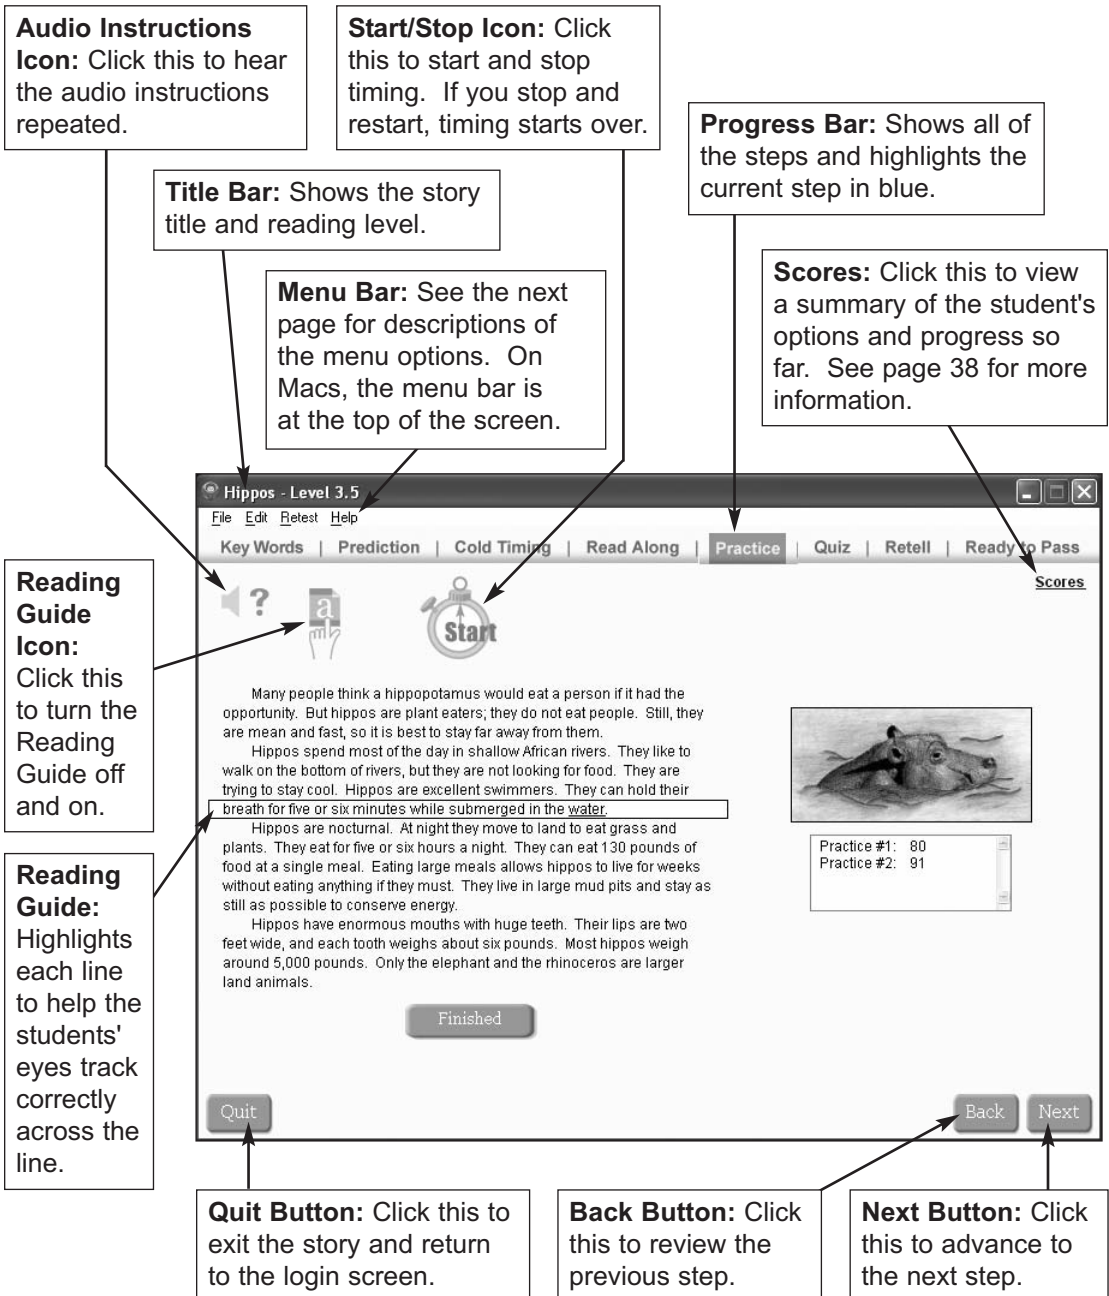 Audio Instructions
Icon: Click this to hear
the audio instructions
repeated.
Start/Stop Icon: Click
this to start and stop
timing. If you stop and
restart, timing starts over.
Progress Bar: Shows all of
the steps and highlights the
current step in blue.
Title Bar: Shows the story
title and reading level.
Menu Bar: See the next
page for descriptions of
the menu options. On
Macs, the menu bar is
at the top of the screen.
Scores: Click this to view
a summary of the student's
options and progress so
far. See page 38 for more
information.
Hippos - Level 3.5
File Edit Retest Help
Key Words | Prediction | Cold Timing | Read Along | Practice | Quiz | Retell | Ready to Pass
Scores
?
a
Start
Reading
Guide
Icon:
Click this
to turn the
Reading
Guide off
and on.
Many people think a hippopotamus would eat a person if it had the
opportunity. But hippos are plant eaters; they do not eat people. Still, they
are mean and fast, so it is best to stay far away from them.
Hippos spend most of the day in shallow African rivers. They like to
walk on the bottom of rivers, but they are not looking for food. They are
trying to stay cool. Hippos are excellent swimmers. They can hold their
breath for five or six minutes while submerged in the water.
Hippos are nocturnal. At night they move to land to eat grass and
plants. They eat for five or six hours a night. They can eat 130 pounds of
food at a single meal. Eating large meals allows hippos to live for weeks
without eating anything if they must. They live in large mud pits and stay as
still as possible to conserve energy.
Hippos have enormous mouths with huge teeth. Their lips are two
feet wide, and each tooth weighs about six pounds. Most hippos weigh
around 5,000 pounds. Only the elephant and the rhinoceros are larger
land animals.
Practice #1: 80
Practice #2: 91
Reading
Guide:
Highlights
each line
to help the
students'
eyes track
correctly
across the
line.
Finished
Quit
Back
Next
Quit Button: Click this to
exit the story and return
to the login screen.
Back Button: Click
this to review the
previous step.
Next Button: Click
this to advance to
the next step.